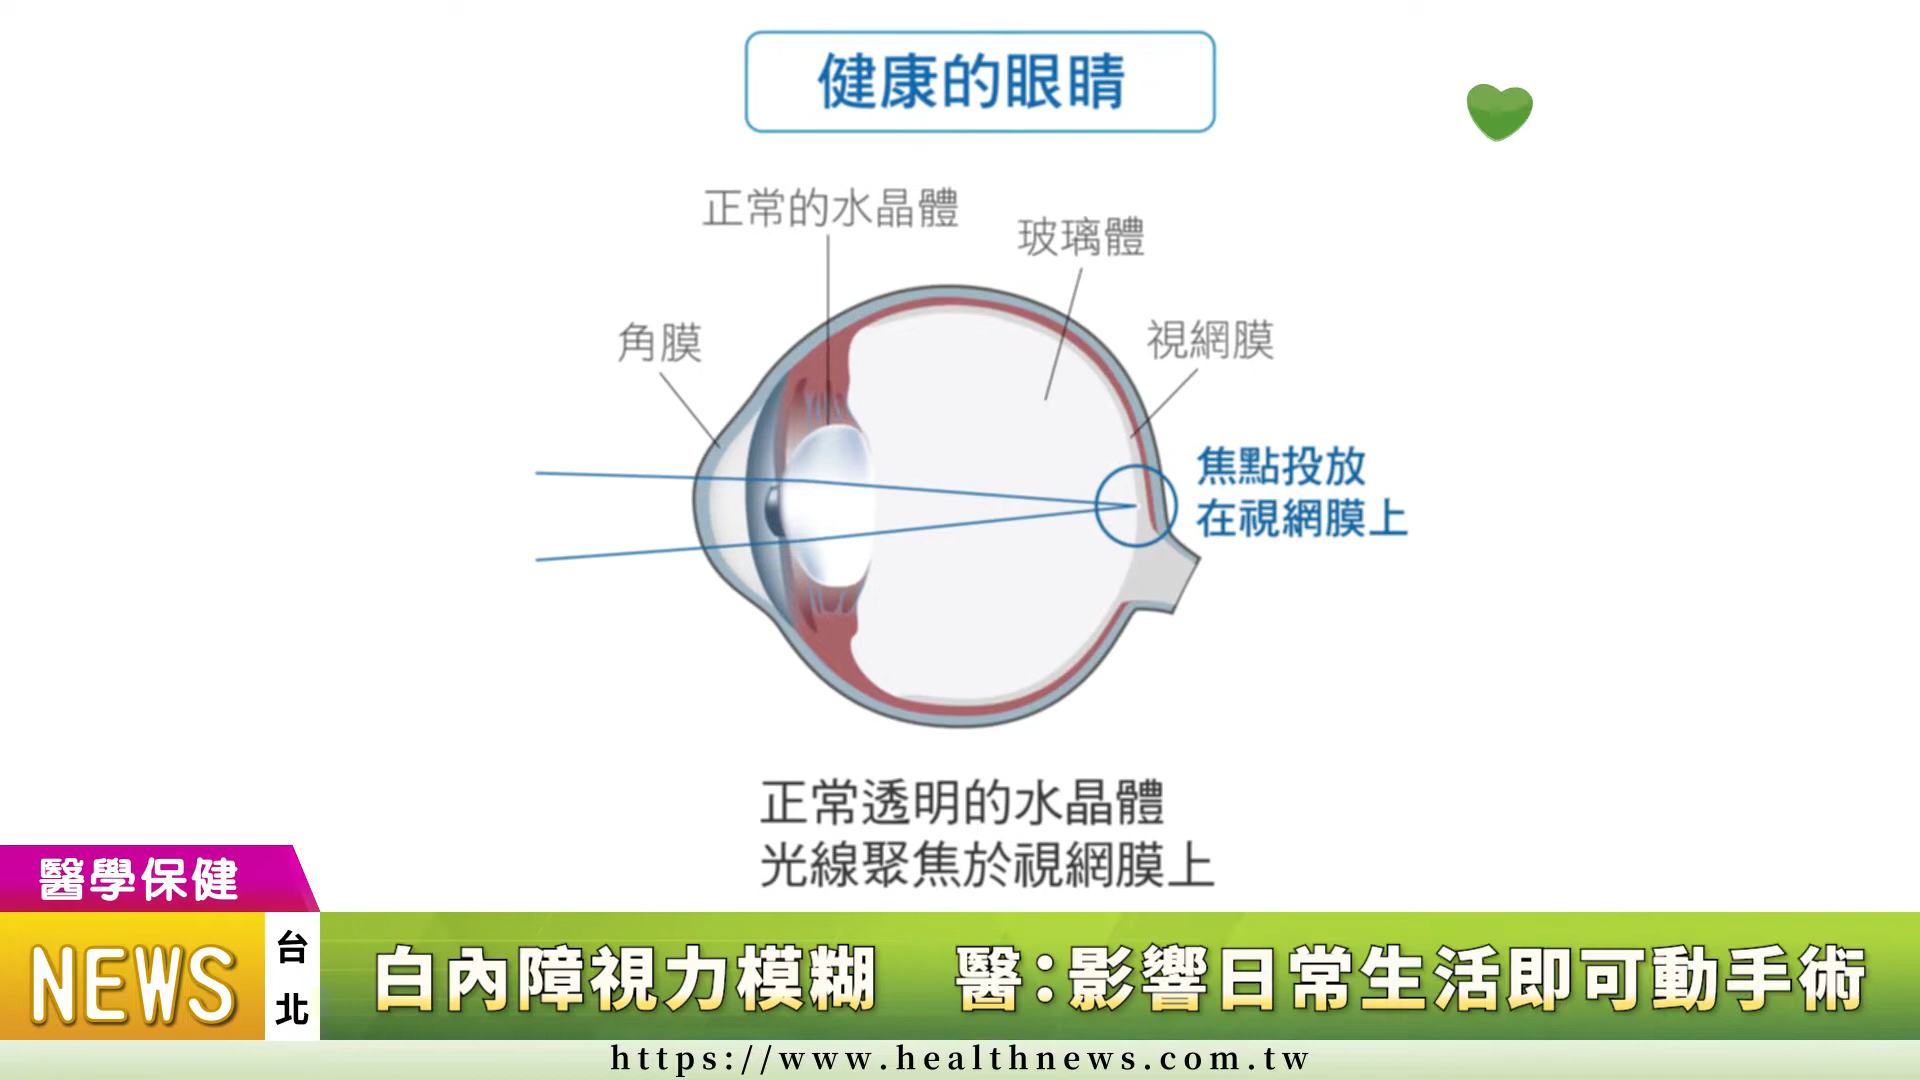 健康的眼睛
正常的水晶體
玻璃體
角膜
視網膜
焦點投放
在視網膜上
正常透明的水晶體
光線聚焦於視網膜上
醫學保健
NEWS
台北
白內障視力模糊 醫:影響日常生活即可動手術
https://www.healthnews.com.tw